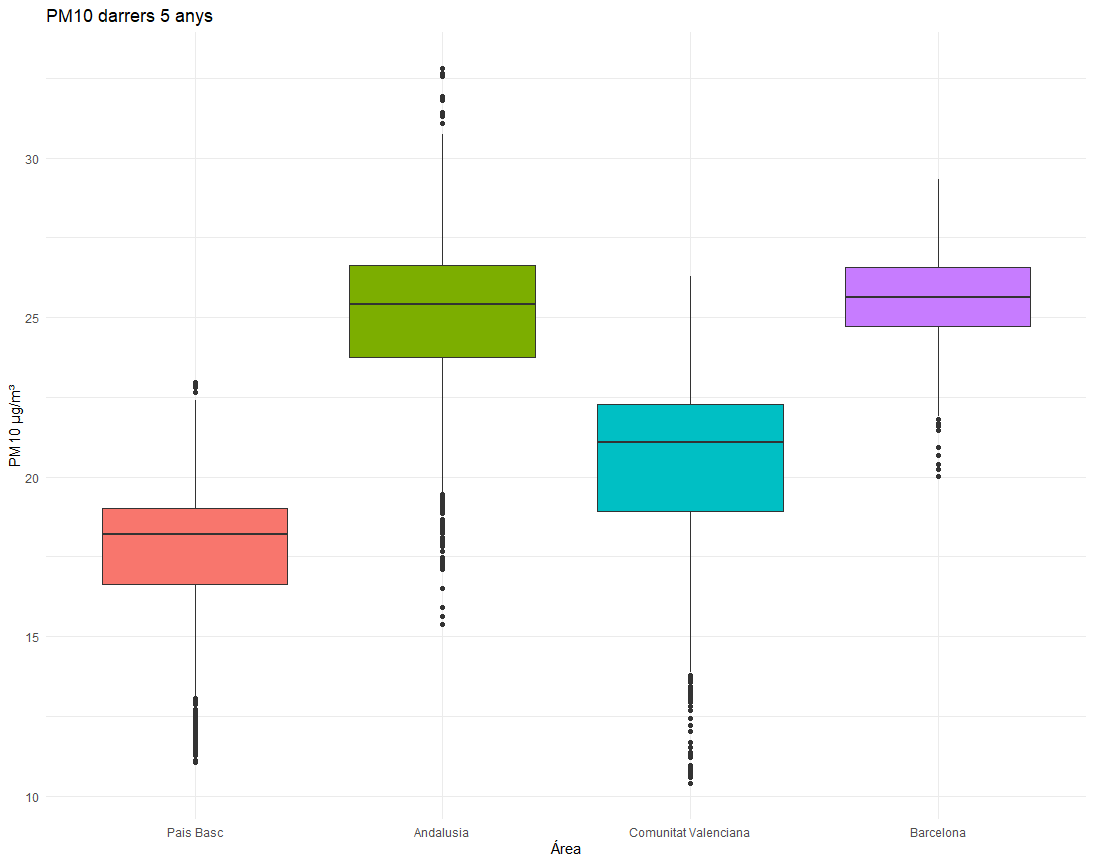 PM10 darrers 5 anys
PM10 µg/m³
30
25
20
15
10
Pais Basc
Andalusia
Comunitat Valenciana
Barcelona
Área